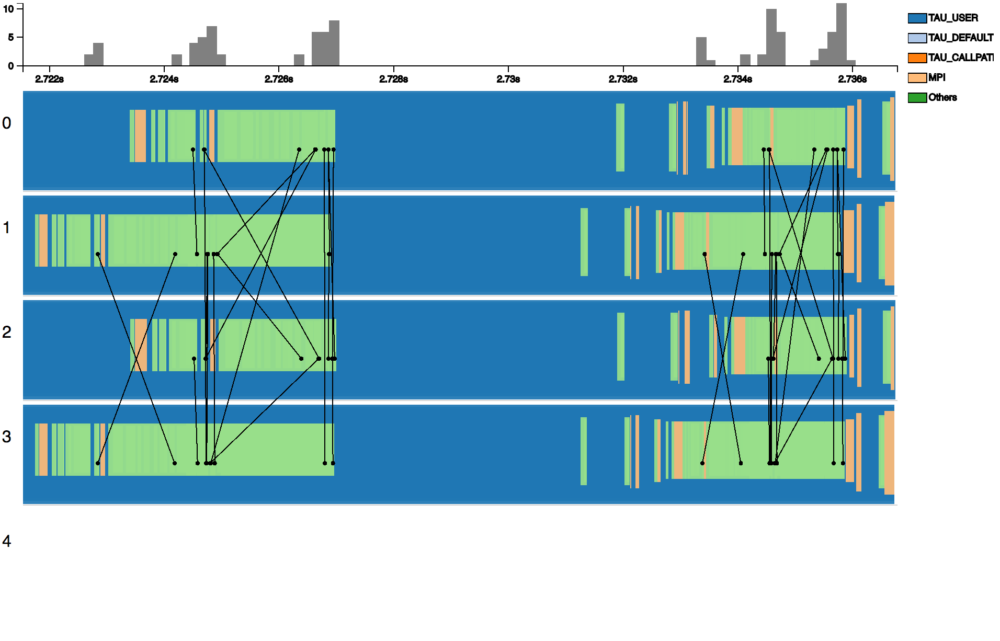 10
5
0
2.722s 2.724s 2.726s 2.728s 2.73s 2.732s 2.734s 2.736s
TAU_USER
TAU_DEFAULT
TAU_CALLPATI
MPI
Others
0
1
2
3
4